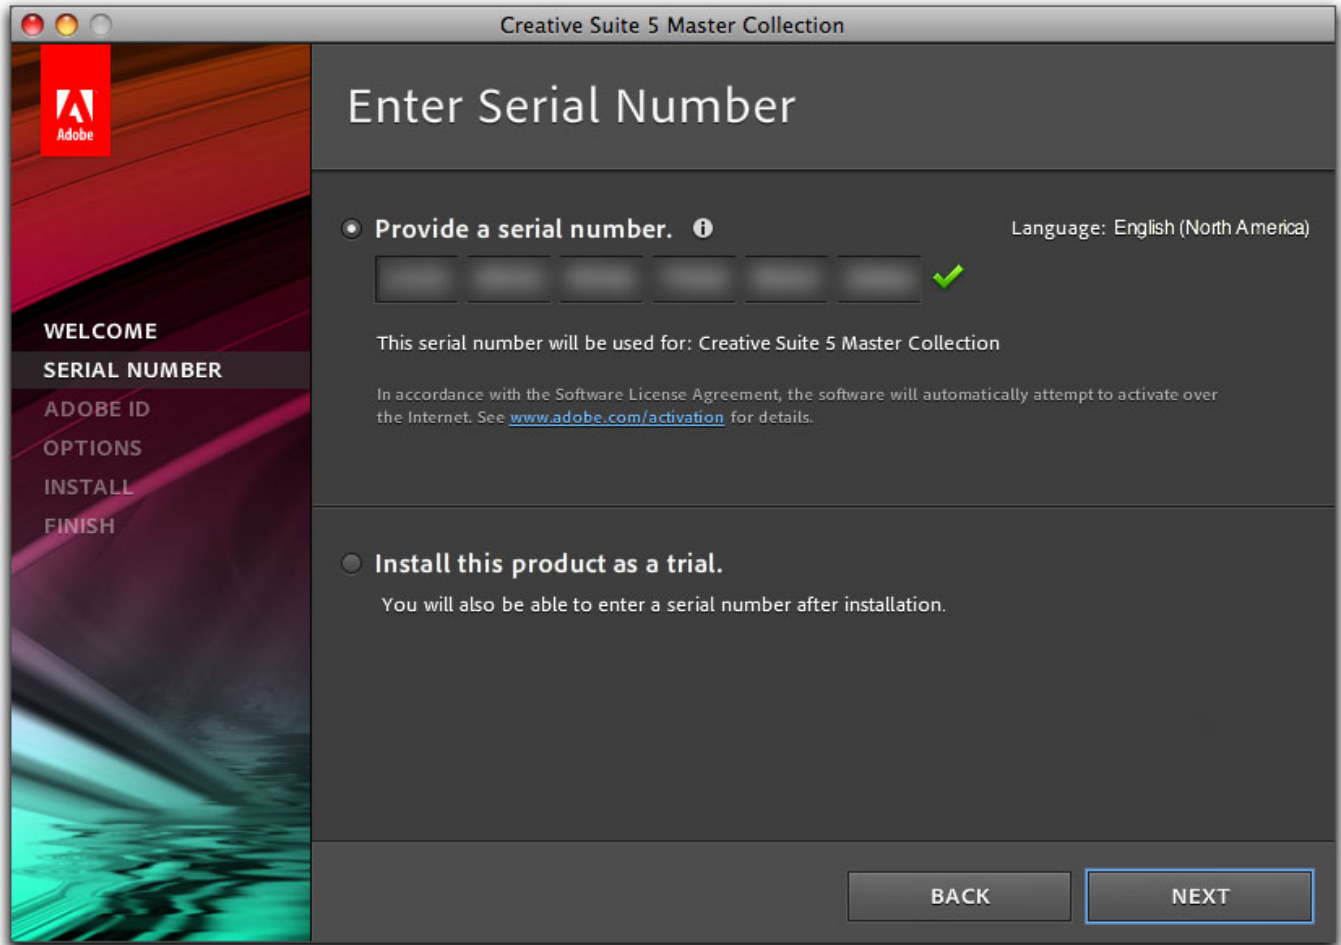 Creative Suite 5 Master Collection
Adobe
Enter Serial Number
Provide a serial number.
Language: English (North America)
This serial number will be used for: Creative Suite 5 Master Collection
In accordance with the Software License Agreement, the software will automatically attempt to activate over
the Internet. See www.adobe.com/activation for details.
WELCOME
SERIAL NUMBER
ADOBE ID
OPTIONS
INSTALL
FINISH
Install this product as a trial.
You will also be able to enter a serial number after installation.
BACK
NEXT